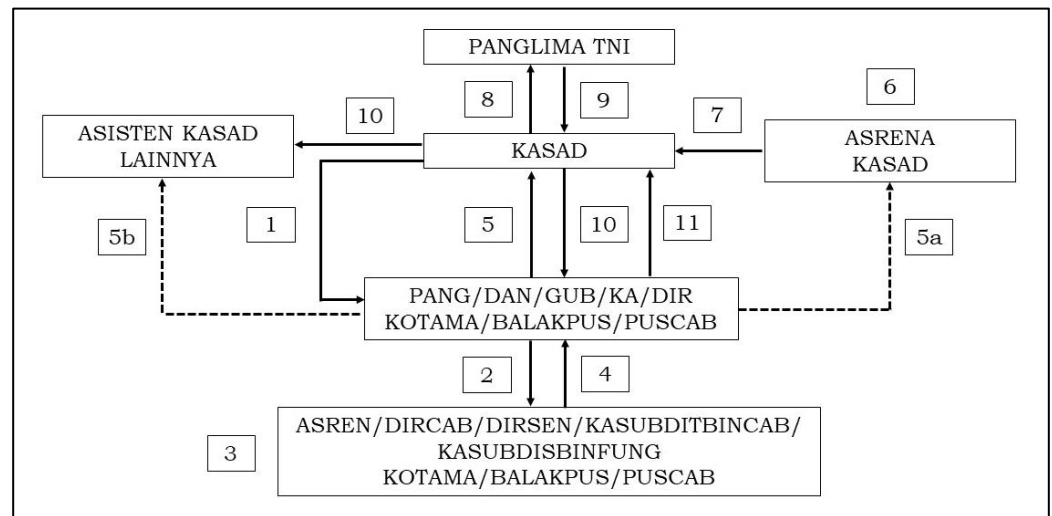 PANGLIMA TNI
8
9
6
10
7
ASISTEN KASAD
LAINNYA
KASAD
ASRENA
KASAD
5b
1
5
10
11
5a
PANG/DAN/GUB/KA/DIR
KOTAMA/BALAKPUS/PUSCAB
2
4
3
ASREN/DIRCAB/DIRSEN/KASUBDITBINCAB/
KASUBDISBINFUNG
KOTAMA/BALAKPUS/PUSCAB